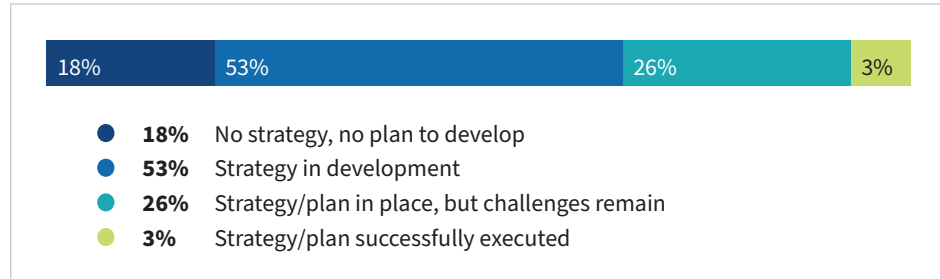 18% 53% 26% 3%
18% No strategy, no plan to develop
53% Strategy in development
26% Strategy/plan in place, but challenges remain
3% Strategy/plan successfully executed